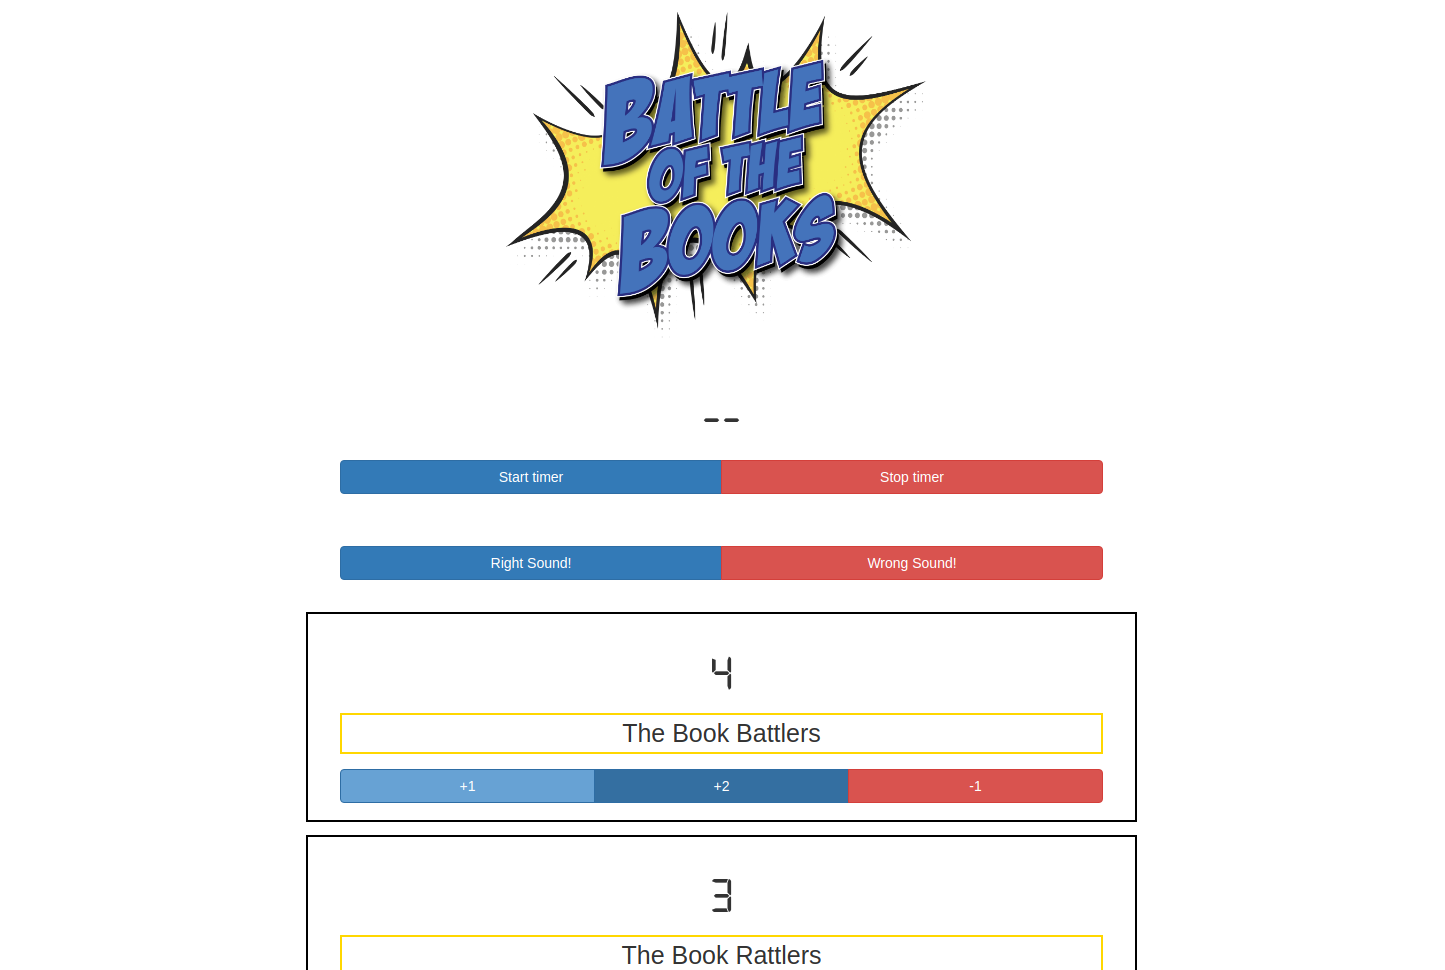 BATTLE
OF THE
BOOKS
--
Start timer
Stop timer
Right Sound!
Wrong Sound!
4
The Book Battlers
+1
+2
-1
3
The Book Rattlers